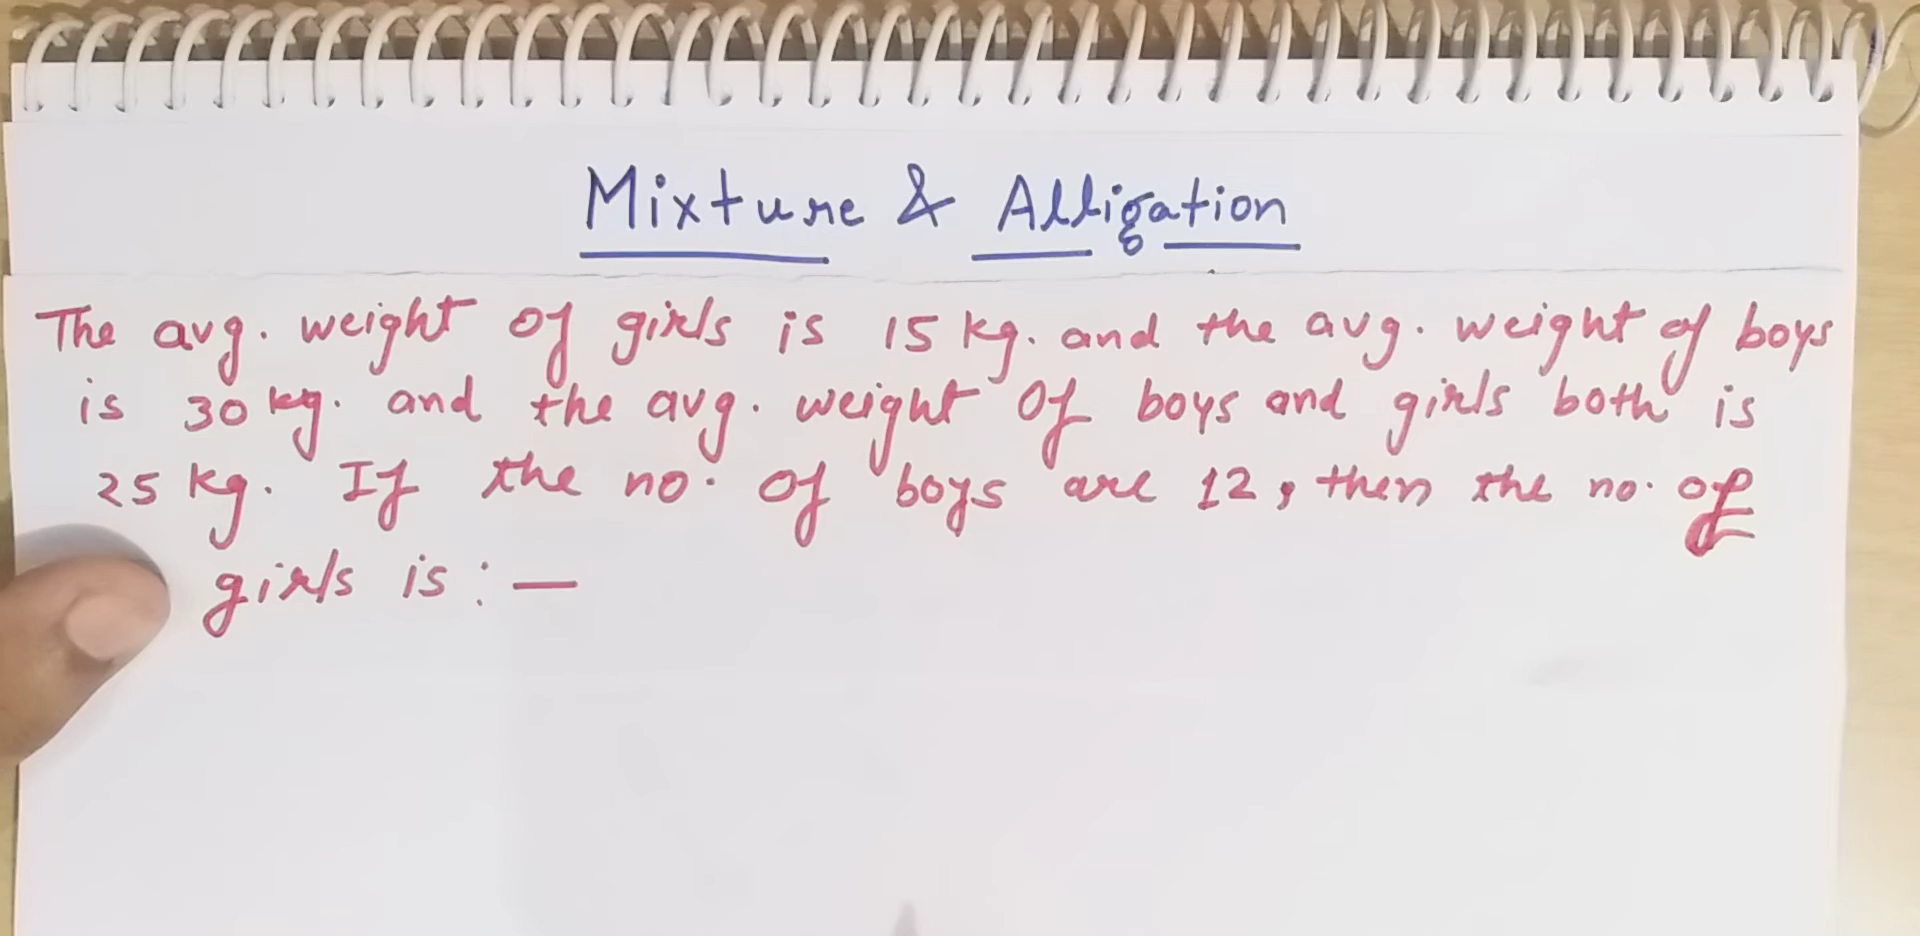 Mixture & Alligation
The avg. weight of girls is 15 kg. and the avg. weight of boys
is 30 kg. and the avg. weight of boys and girls both is
25 kg. If the no. of boys are 12, then the no. of
girls is : —